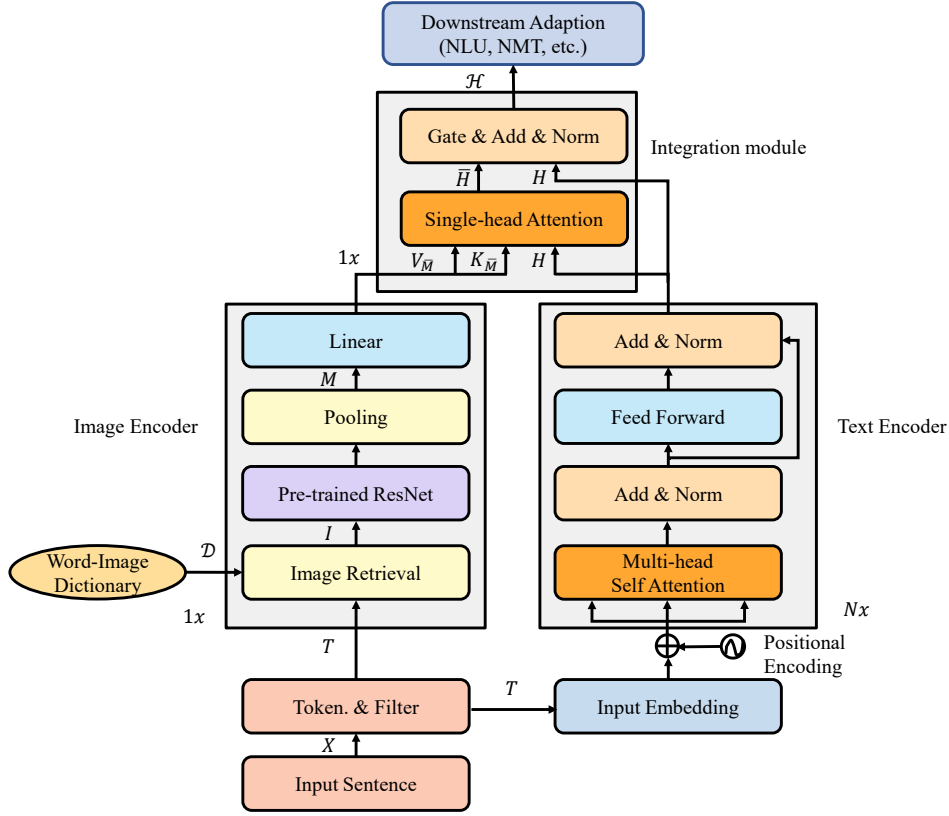 Downstream Adaption
(NLU, NMT, etc.)
ℋ
Gate & Add & Norm
Integration module
H̅
H
Single-head Attention
1x
V_M̅
K_M̅
H
Linear
Add & Norm
M
Pooling
Feed Forward
Image Encoder
Text Encoder
Pre-trained ResNet
Add & Norm
I
𝒟
Word-Image
Dictionary
Image Retrieval
Multi-head
Self Attention
1x
Nx
T
Positional
Encoding
Token. & Filter
T
Input Embedding
X
Input Sentence